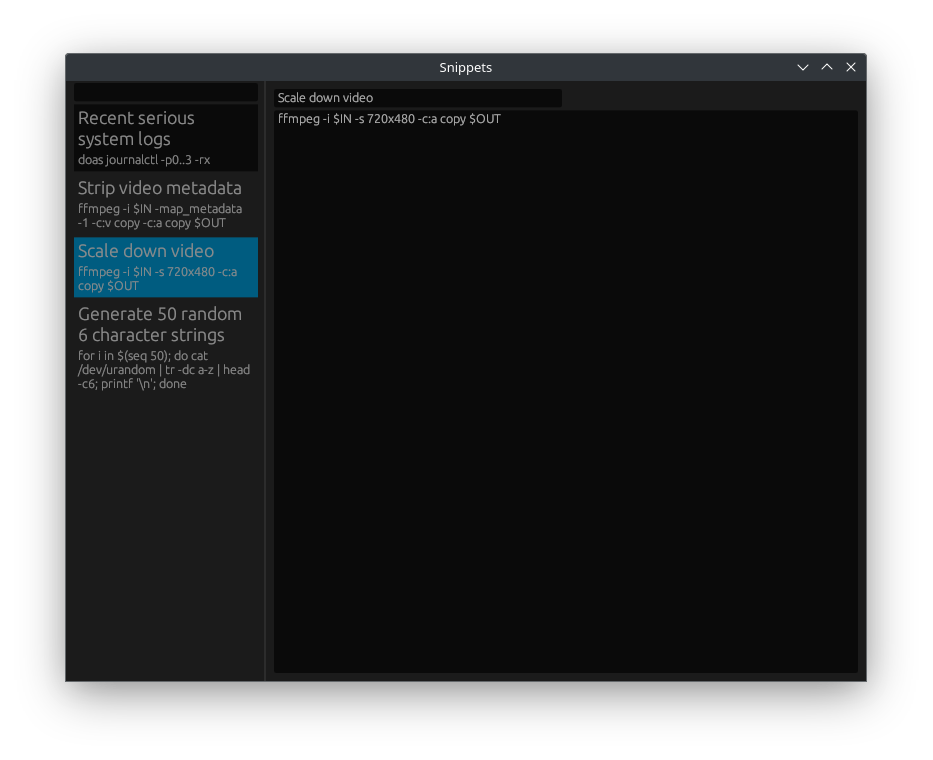 Snippets
Recent serious
system logs
doas journalctl -p0..3 -rx
Strip video metadata
ffmpeg -i $IN -map_metadata
-1 -c:v copy -c:a copy $OUT
Scale down video
ffmpeg -i $IN -s 720x480 -c:a
copy $OUT
Generate 50 random
6 character strings
for i in $(seq 50); do cat
/dev/urandom | tr -dc a-z | head
-c6; printf '\n'; done
Scale down video
ffmpeg -i $IN -s 720x480 -c:a copy $OUT